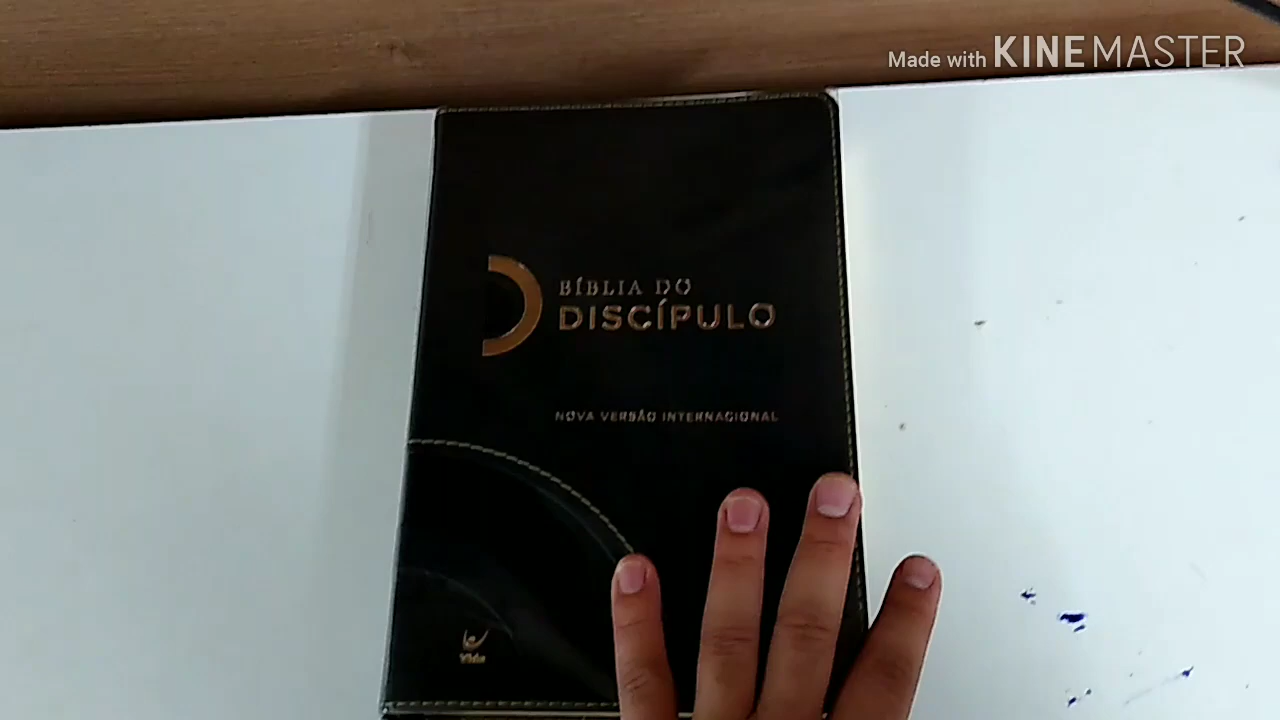 Made with KINEMASTER
BÍBLIA DO
DISCÍPULO
NOVA VERSÃO INTERNACIONAL
Vida